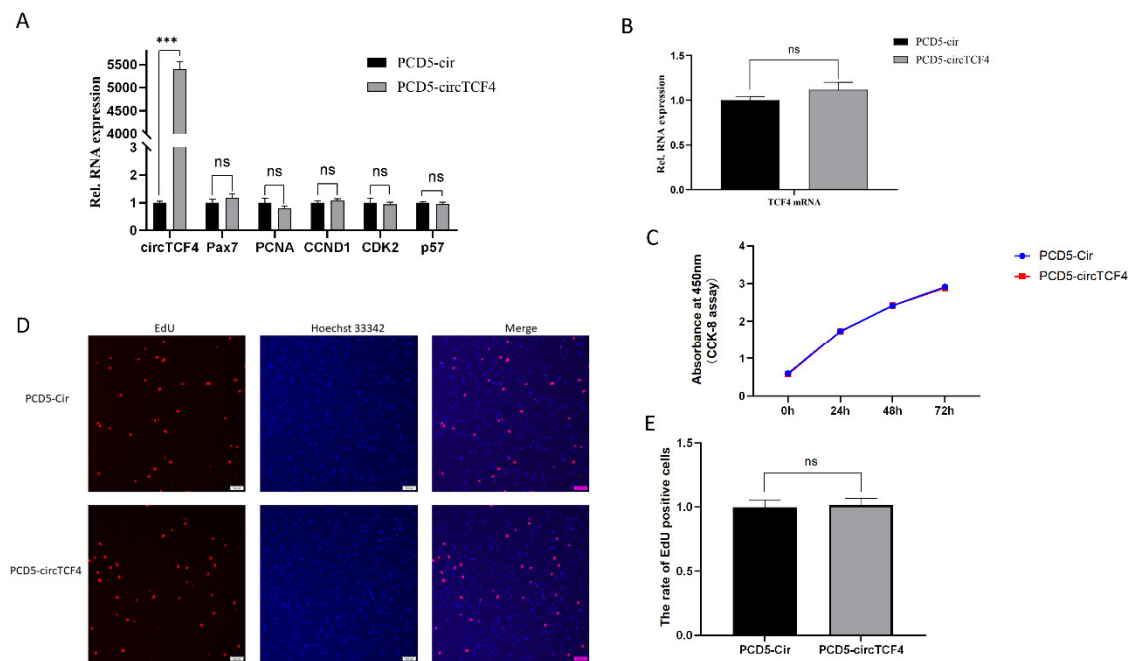 A
Rel. RNA expression
5500
5000
4500
4000
3
2
1
0
***
ns
ns
ns
ns
ns
circTCF4
Pax7
PCNA
CCND1
CDK2
p57
PCD5-cir
PCD5-circTCF4
B
Rel. RNA expression
1.5
1.0
0.5
0.0
ns
TCF4 mRNA
PCD5-cir
PCD5-circTCF4
C
Absorbance at 450nm
(CCK-8 assay)
4
3
2
1
0
0h
24h
48h
72h
PCD5-Cir
PCD5-circTCF4
D
EdU
Hoechst 33342
Merge
PCD5-Cir
PCD5-circTCF4
E
The rate of EdU positive cells
1.5
1.0
0.5
0.0
ns
PCD5-Cir
PCD5-circTCF4